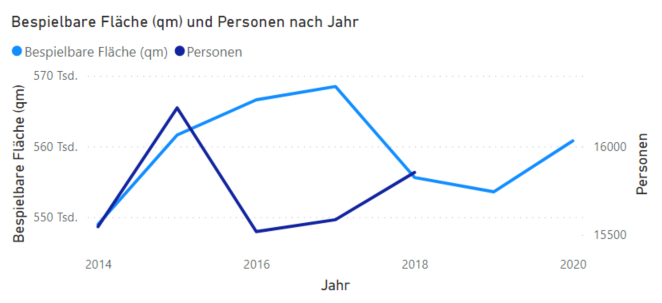 Bespielbare Fläche (qm) und Personen nach Jahr
Bespielbare Fläche (qm) Personen
570 Tsd.
560 Tsd.
550 Tsd.
Bespielbare Fläche (qm)
16000
15500
Personen
2014 2016 2018 2020
Jahr